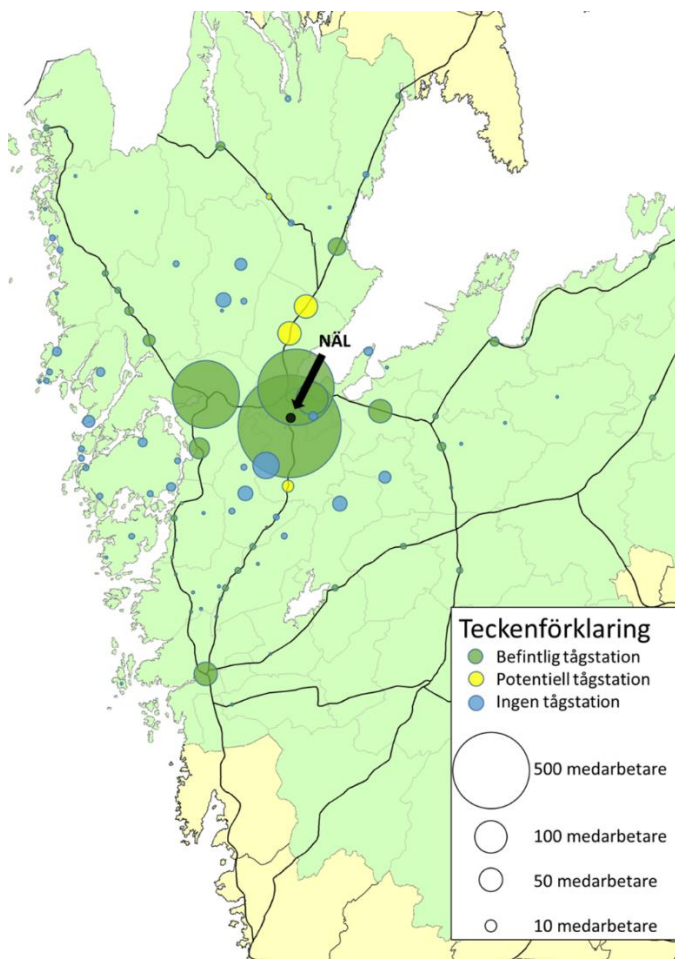 NÄL
Teckenförklaring
Befintlig tågstation
Potentiell tågstation
Ingen tågstation
500 medarbetare
100 medarbetare
50 medarbetare
10 medarbetare